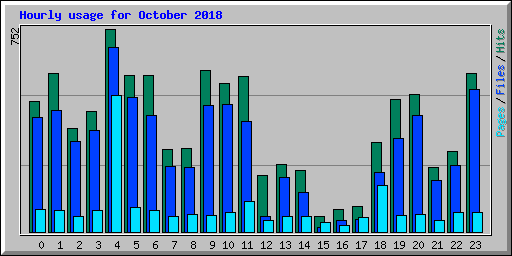 Hourly usage for October 2018
752
Pages/Files/Hits
0 1 2 3 4 5 6 7 8 9 10 11 12 13 14 15 16 17 18 19 20 21 22 23